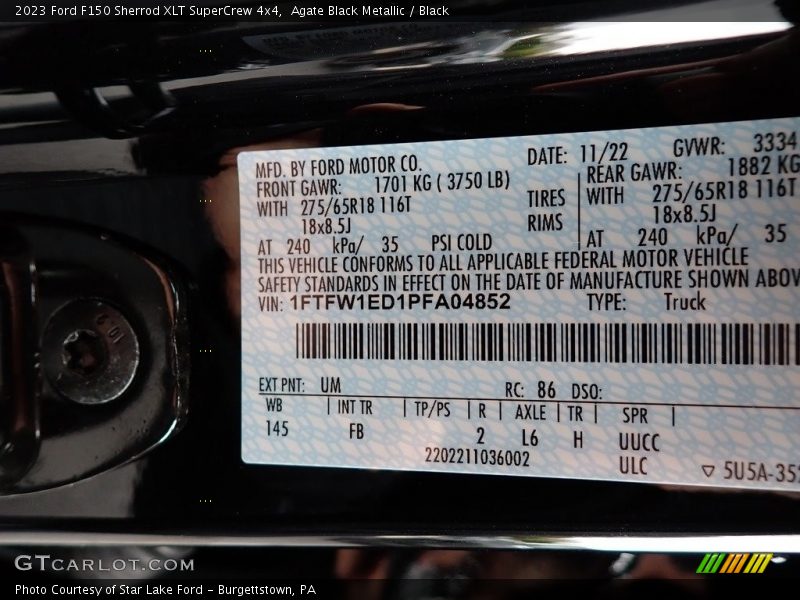 2023 Ford F150 Sherrod XLT SuperCrew 4x4, Agate Black Metallic / Black
MFD. BY FORD MOTOR CO. DATE: 11/22 GVWR: 3334
FRONT GAWR: 1701 KG ( 3750 LB) REAR GAWR: 1882 KG
WITH 275/65R18 116T TIRES WITH 275/65R18 116T
18x8.5J RIMS 18x8.5J
AT 240 kPa/ 35 PSI COLD AT 240 kPa/ 35
THIS VEHICLE CONFORMS TO ALL APPLICABLE FEDERAL MOTOR VEHICLE
SAFETY STANDARDS IN EFFECT ON THE DATE OF MANUFACTURE SHOWN ABOV
VIN: 1FTFW1ED1PFA04852 TYPE: Truck
EXT PNT: UM RC: 86 DSO:
WB INT TR TP/PS R AXLE TR SPR
145 FB 2 L6 H UUCC
2202211036002 ULC 5U5A-35
GTCARLOT.COM
Photo Courtesy of Star Lake Ford - Burgettstown, PA